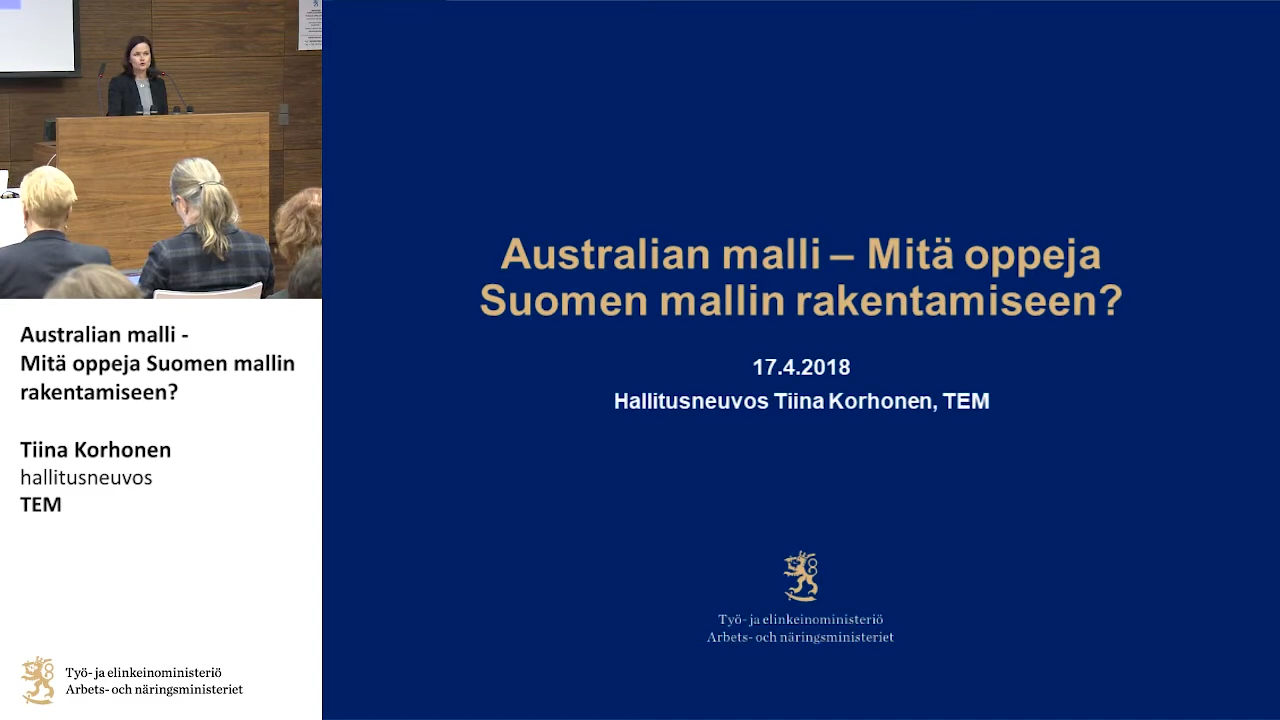 Australian malli -
Mitä oppeja Suomen mallin
rakentamiseen?
Tiina Korhonen
hallitusneuvos
TEM
Työ- ja elinkeinoministeriö
Arbets- och näringsministeriet
Australian malli – Mitä oppeja
Suomen mallin rakentamiseen?
17.4.2018
Hallitusneuvos Tiina Korhonen, TEM
Työ- ja elinkeinoministeriö
Arbets- och näringsministeriet